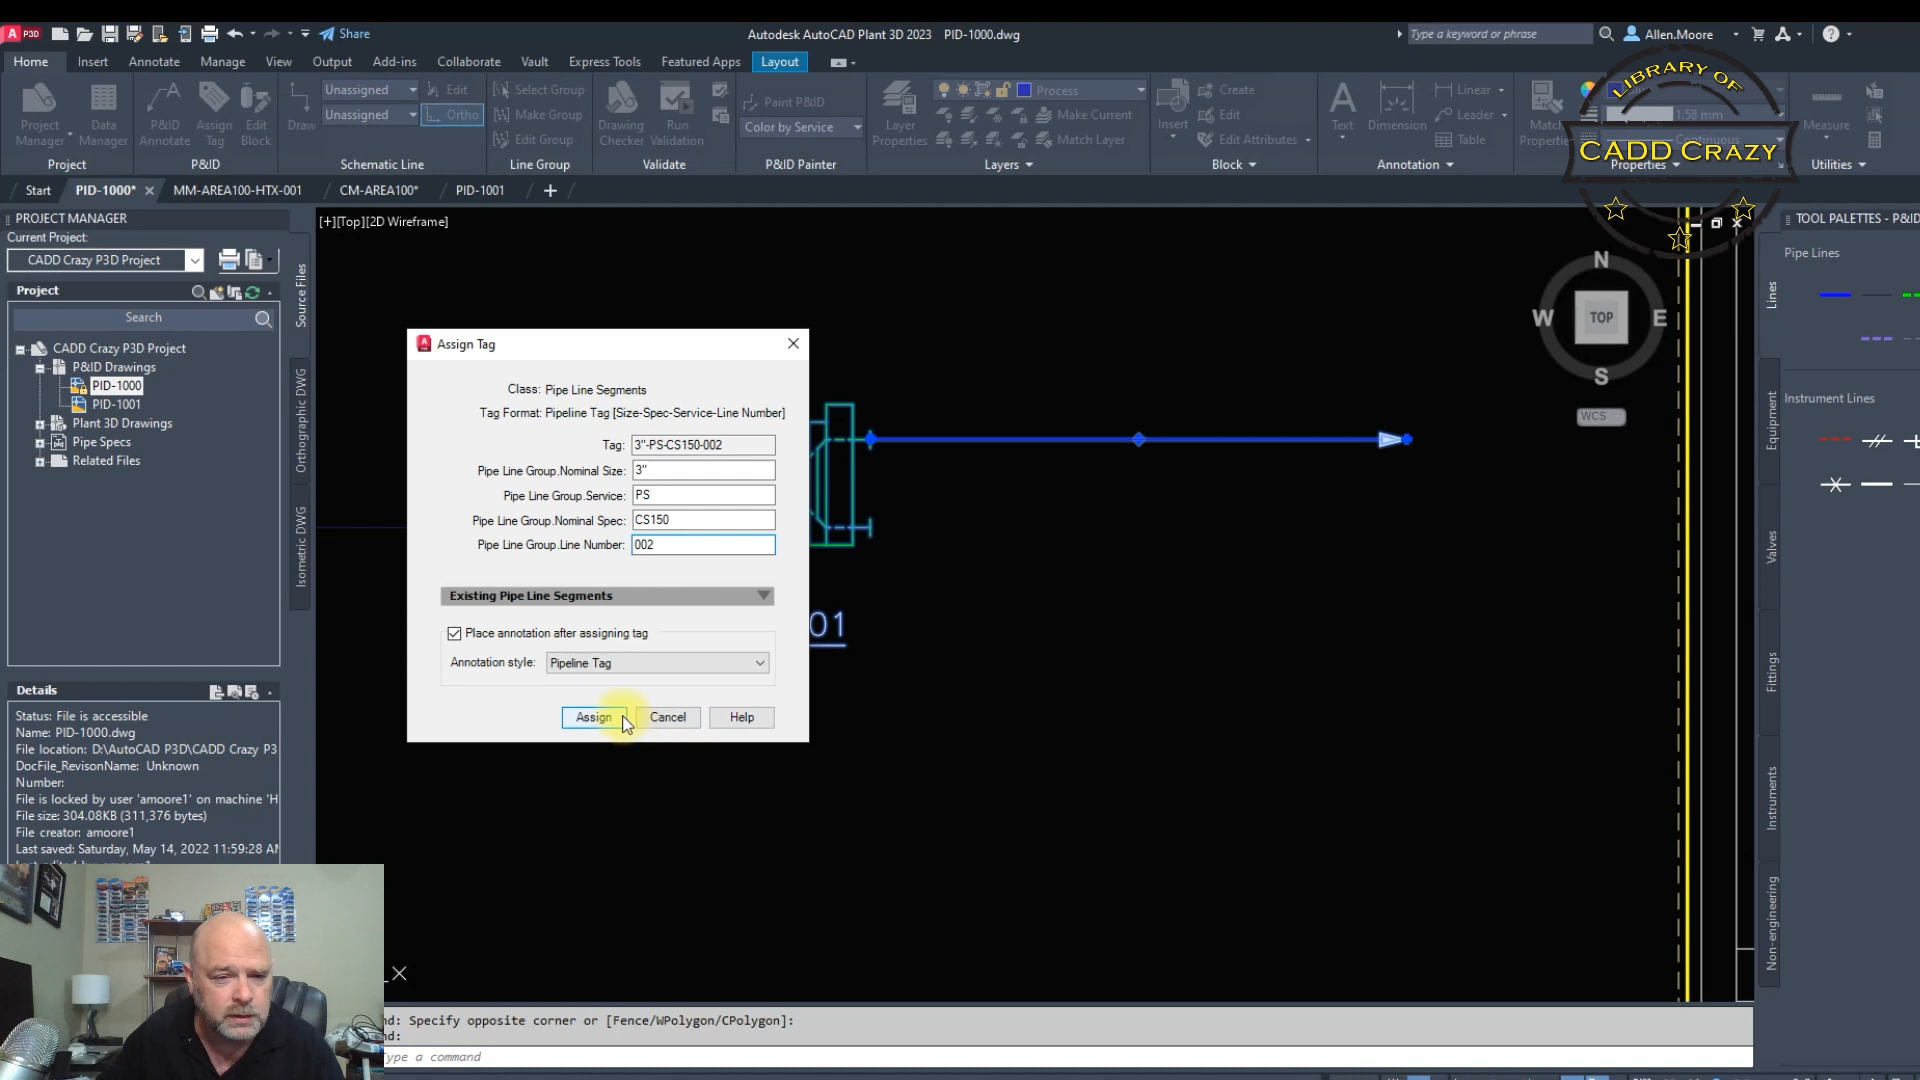 A P3D
Share
Autodesk AutoCAD Plant 3D 2023 PID-1000.dwg
Type a keyword or phrase
Allen.Moore
Home Insert Annotate Manage View Output Add-ins Collaborate Vault Express Tools Featured Apps Layout
Project Manager
Data Manager
P&ID Annotate
Assign Tag
Edit Block
Draw
Unassigned
Edit
Unassigned
Ortho
Select Group
Make Group
Edit Group
Drawing Checker
Run Validation
Paint P&ID
Color by Service
Layer Properties
Process
Make Current
Match Layer
Insert
Create
Edit
Edit Attributes
Text
Dimension
Linear
Leader
Table
Match Properties
1.58 mm
Continuous
Measure
LIBRARY OF
CADD CRAZY
Project P&ID Schematic Line Line Group Validate P&ID Painter Layers Block Annotation Properties Utilities
Start PID-1000* MM-AREA100-HTX-001 CM-AREA100* PID-1001
PROJECT MANAGER
Current Project:
CADD Crazy P3D Project
Project
Search
CADD Crazy P3D Project
P&ID Drawings
PID-1000
PID-1001
Plant 3D Drawings
Pipe Specs
Related Files
Source Files
Orthographic DWG
Isometric DWG
Details
Status: File is accessible
Name: PID-1000.dwg
File location: D:\AutoCAD P3D\CADD Crazy P3
DocFile_RevisonName: Unknown
Number:
File is locked by user 'amoore1' on machine 'H
File size: 304.08KB (311,376 bytes)
File creator: amoore1
Last saved: Saturday, May 14, 2022 11:59:28 AM
[+][Top][2D Wireframe]
Assign Tag
Class: Pipe Line Segments
Tag Format: Pipeline Tag [Size-Spec-Service-Line Number]
Tag: 3"-PS-CS150-002
Pipe Line Group.Nominal Size: 3"
Pipe Line Group.Service: PS
Pipe Line Group.Nominal Spec: CS150
Pipe Line Group.Line Number: 002
Existing Pipe Line Segments
Place annotation after assigning tag
Annotation style: Pipeline Tag
Assign Cancel Help
01
N
W TOP E
S
WCS
TOOL PALETTES - P&ID
Pipe Lines
Instrument Lines
Lines
Equipment
Valves
Fittings
Instruments
Non-engineering
nd: Specify opposite corner or [Fence/WPolygon/CPolygon]:
nd:
Type a command